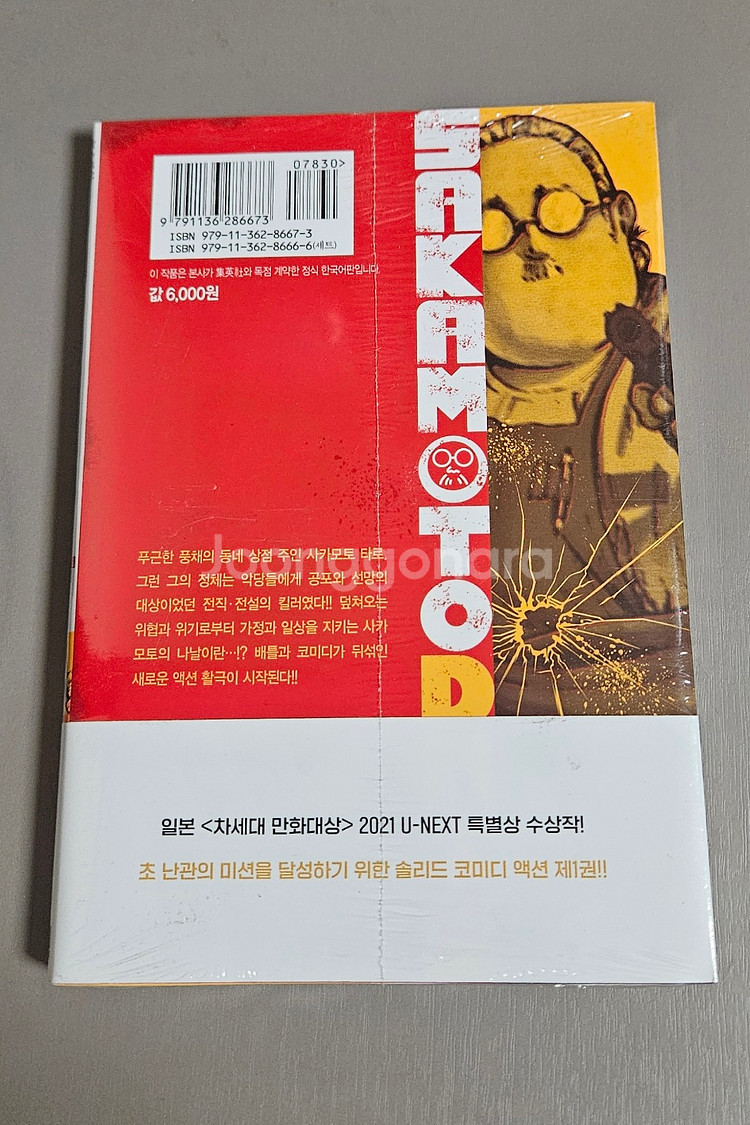 07830>
9 791136 286673
ISBN 979-11-362-8667-3
ISBN 979-11-362-8666-6(세트)
이 작품은 본사가 集英社와 독점 계약한 정식 한국어판입니다.
값 6,000원
SAKAMOTO D
푸근한 풍채의 동네 상점 주인 사카모토 타로.
그런 그의 정체는 악당들에게 공포와 선망의
대상이었던 전직·전설의 킬러였다!! 덮쳐오는
위협과 위기로부터 가정과 일상을 지키는 사카
모토의 나날이란…!? 배틀과 코미디가 뒤섞인
새로운 액션 활극이 시작된다!!
Joonggonara
일본 <차세대 만화대상> 2021 U-NEXT 특별상 수상작!
초 난관의 미션을 달성하기 위한 솔리드 코미디 액션 제1권!!